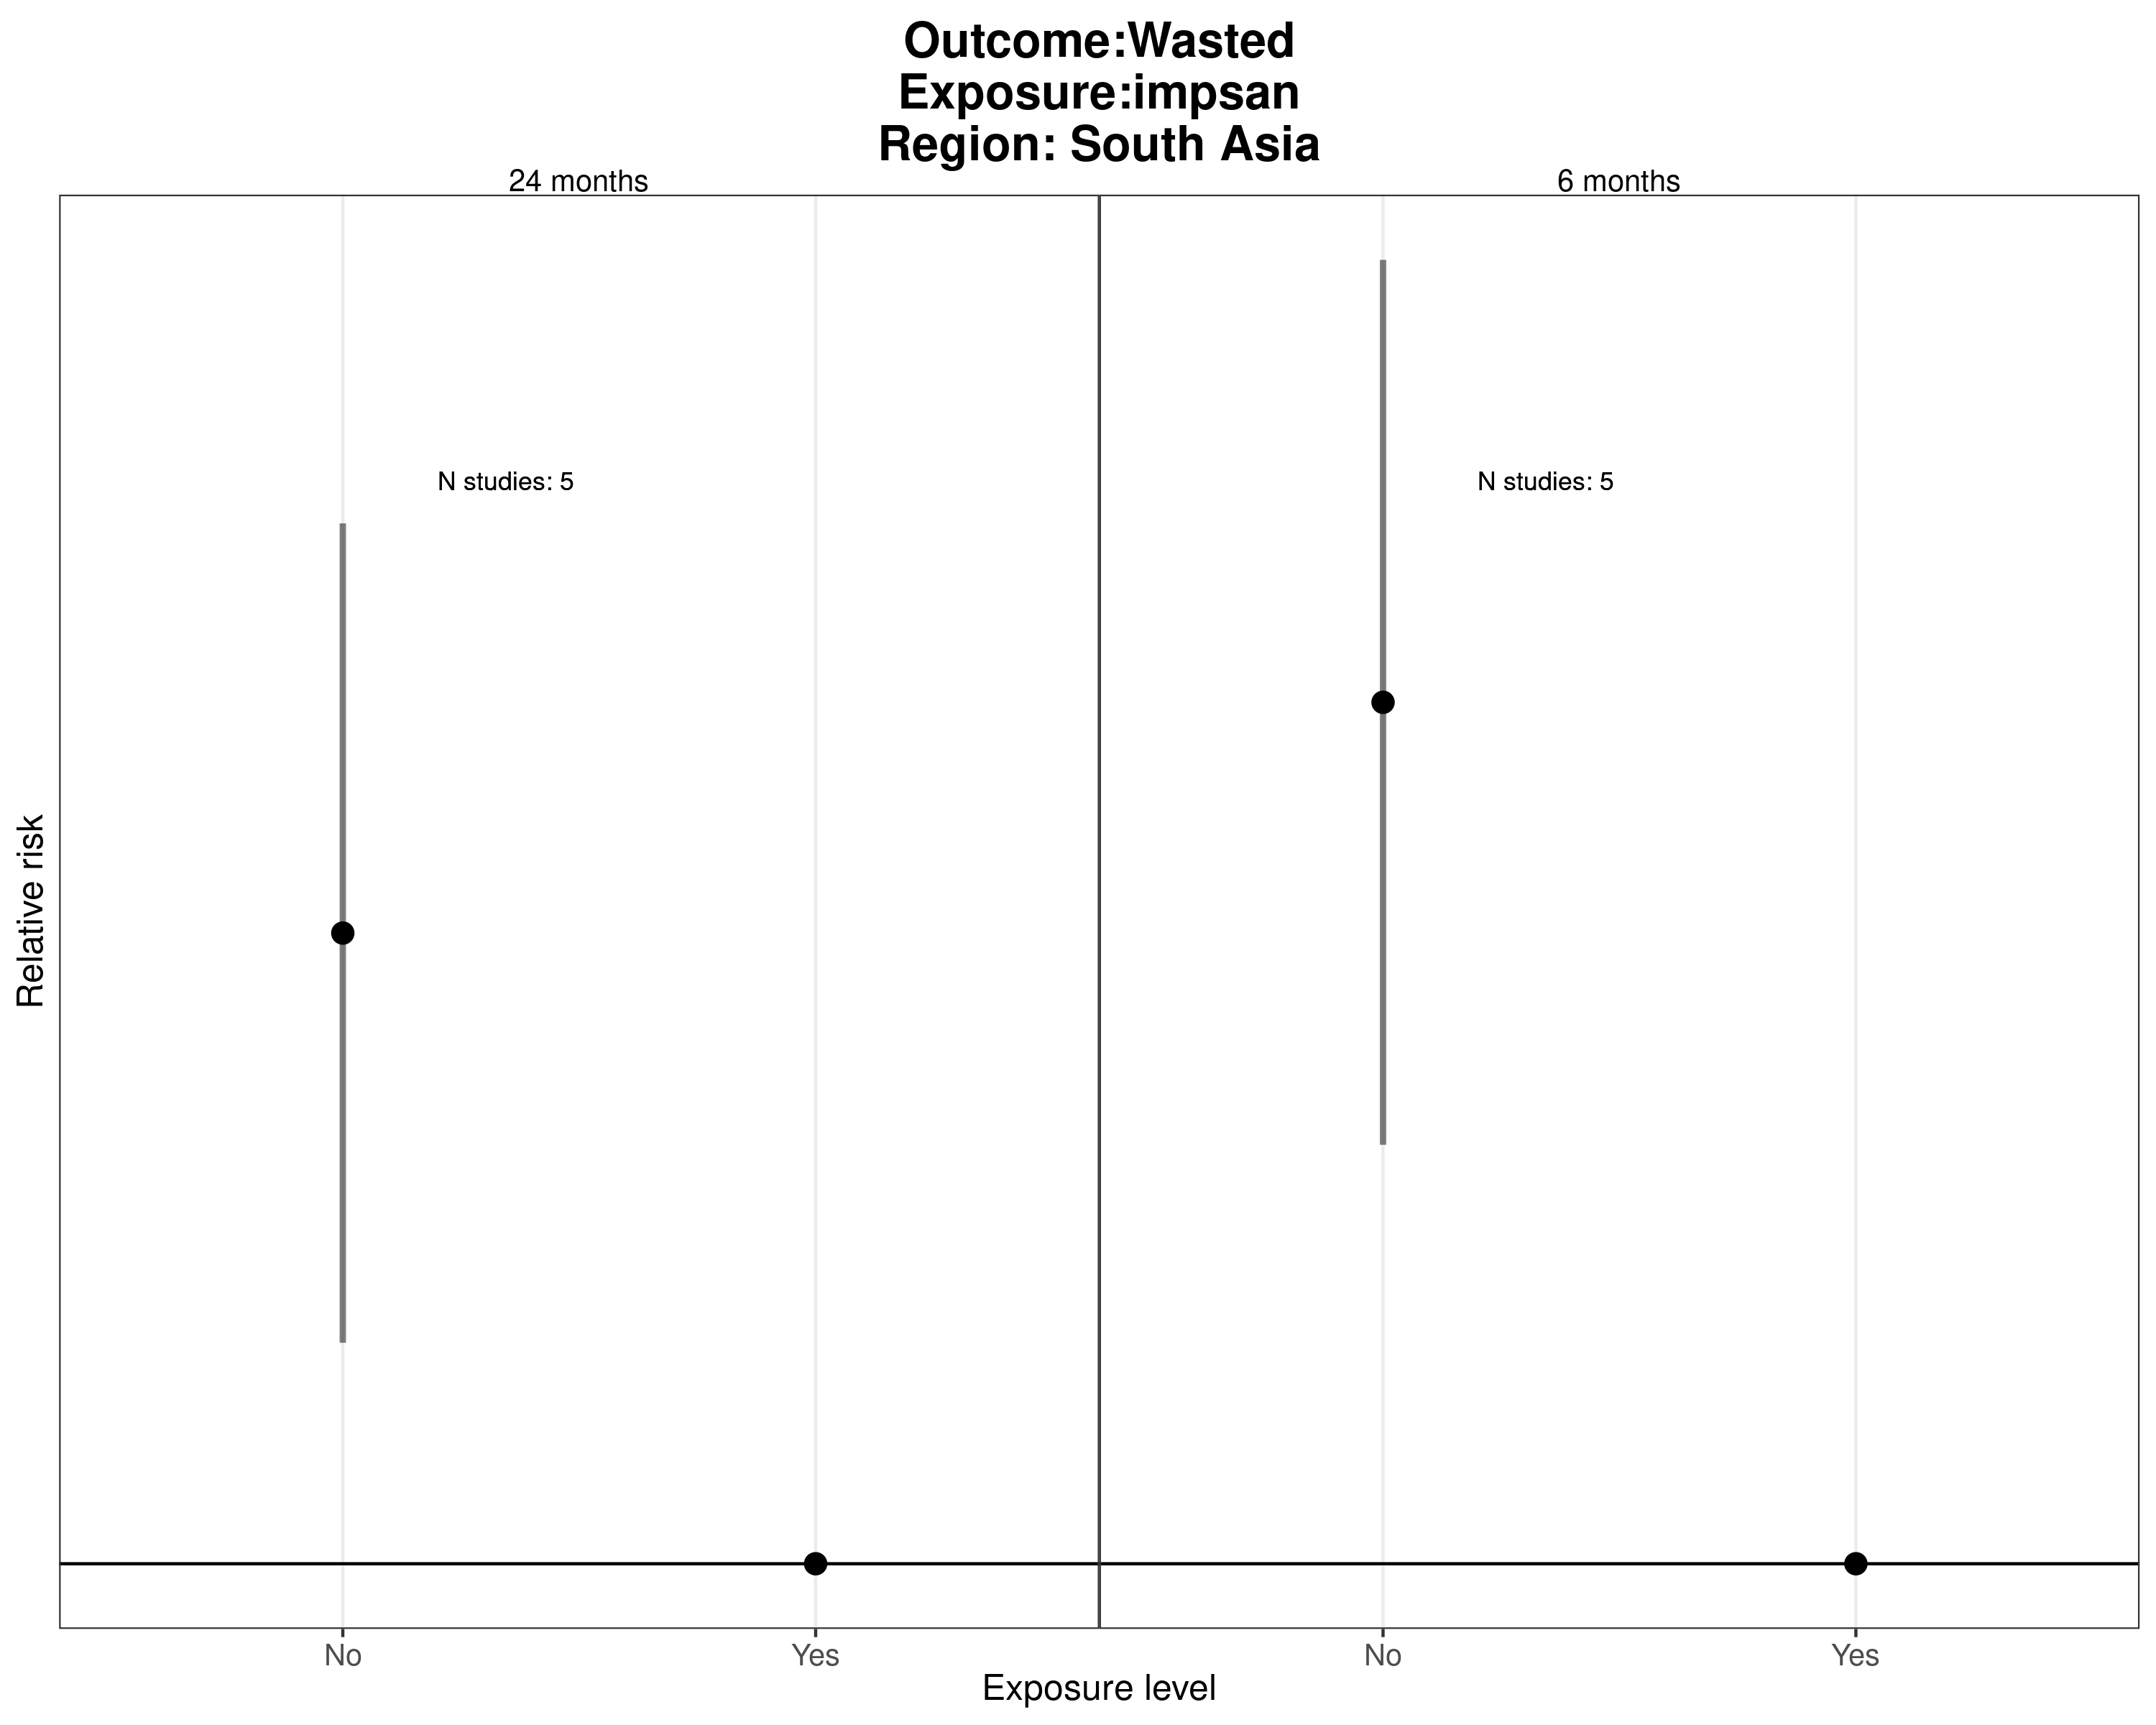 Outcome:Wasted
Exposure:impsan
Region: South Asia
24 months
6 months
N studies: 5
N studies: 5
Relative risk
No
Yes
No
Yes
Exposure level